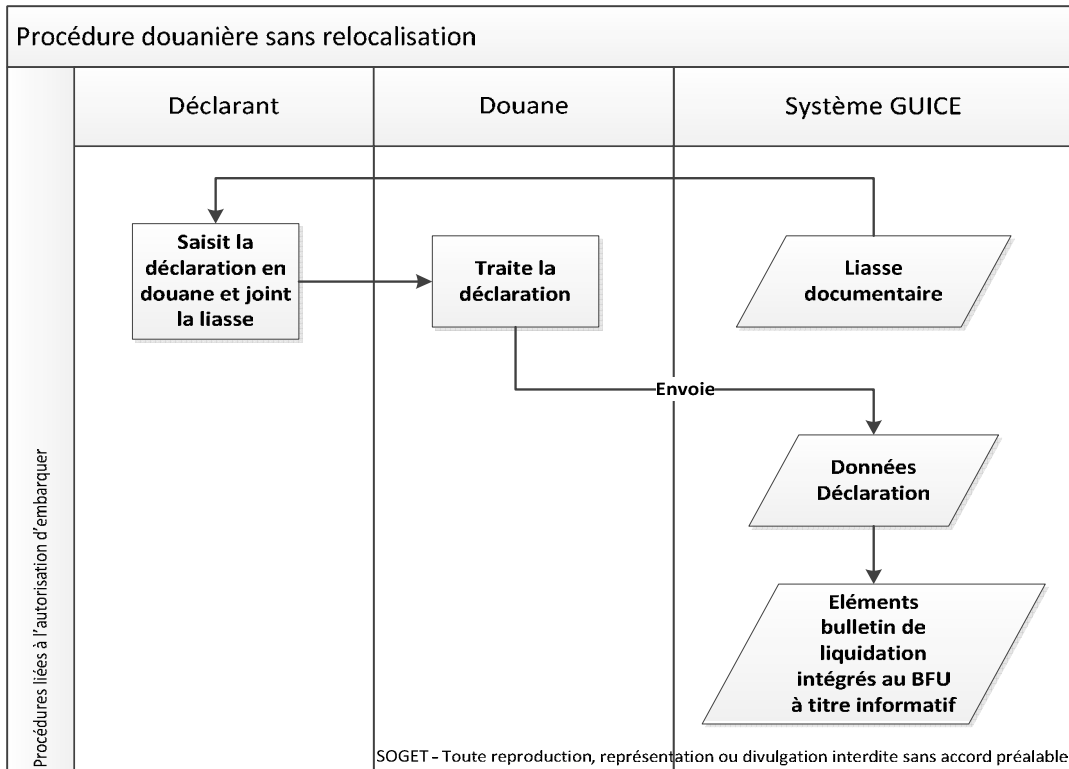 Procédure douanière sans relocalisation
Déclarant
Douane
Système GUICE
Saisit la
déclaration en
douane et joint
la liasse
Traite la
déclaration
Liasse
documentaire
Envoie
Données
Déclaration
Eléments
bulletin de
liquidation
intégrés au BFU
à titre informatif
Procédures liées à l'autorisation d'embarquer
SOGET – Toute reproduction, représentation ou divulgation interdite sans accord préalable